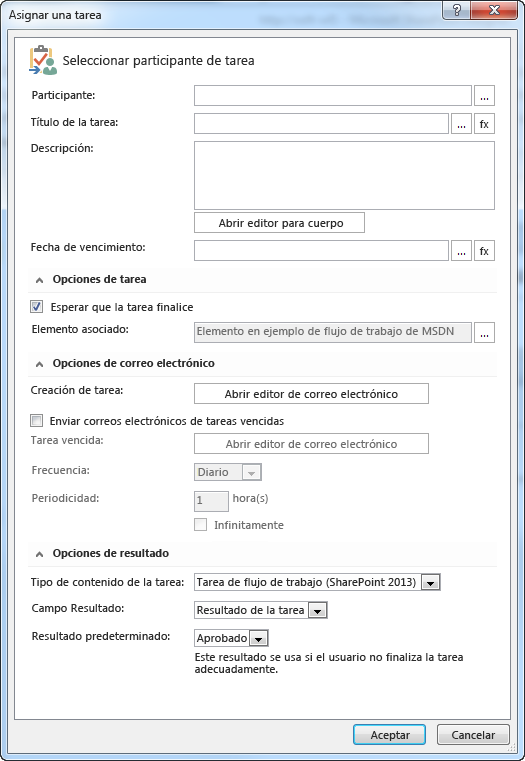 Asignar una tarea
Seleccionar participante de tarea
Participante:
...
Título de la tarea:
... fx
Descripción:
Abrir editor para cuerpo
Fecha de vencimiento:
... fx
Opciones de tarea
Esperar que la tarea finalice
Elemento asociado: Elemento en ejemplo de flujo de trabajo de MSDN ...
Opciones de correo electrónico
Creación de tarea: Abrir editor de correo electrónico
Enviar correos electrónicos de tareas vencidas
Tarea vencida: Abrir editor de correo electrónico
Frecuencia: Diario
Periodicidad: 1 hora(s)
Infinitamente
Opciones de resultado
Tipo de contenido de la tarea: Tarea de flujo de trabajo (SharePoint 2013)
Campo Resultado: Resultado de la tarea
Resultado predeterminado: Aprobado
Este resultado se usa si el usuario no finaliza la tarea
adecuadamente.
Aceptar Cancelar